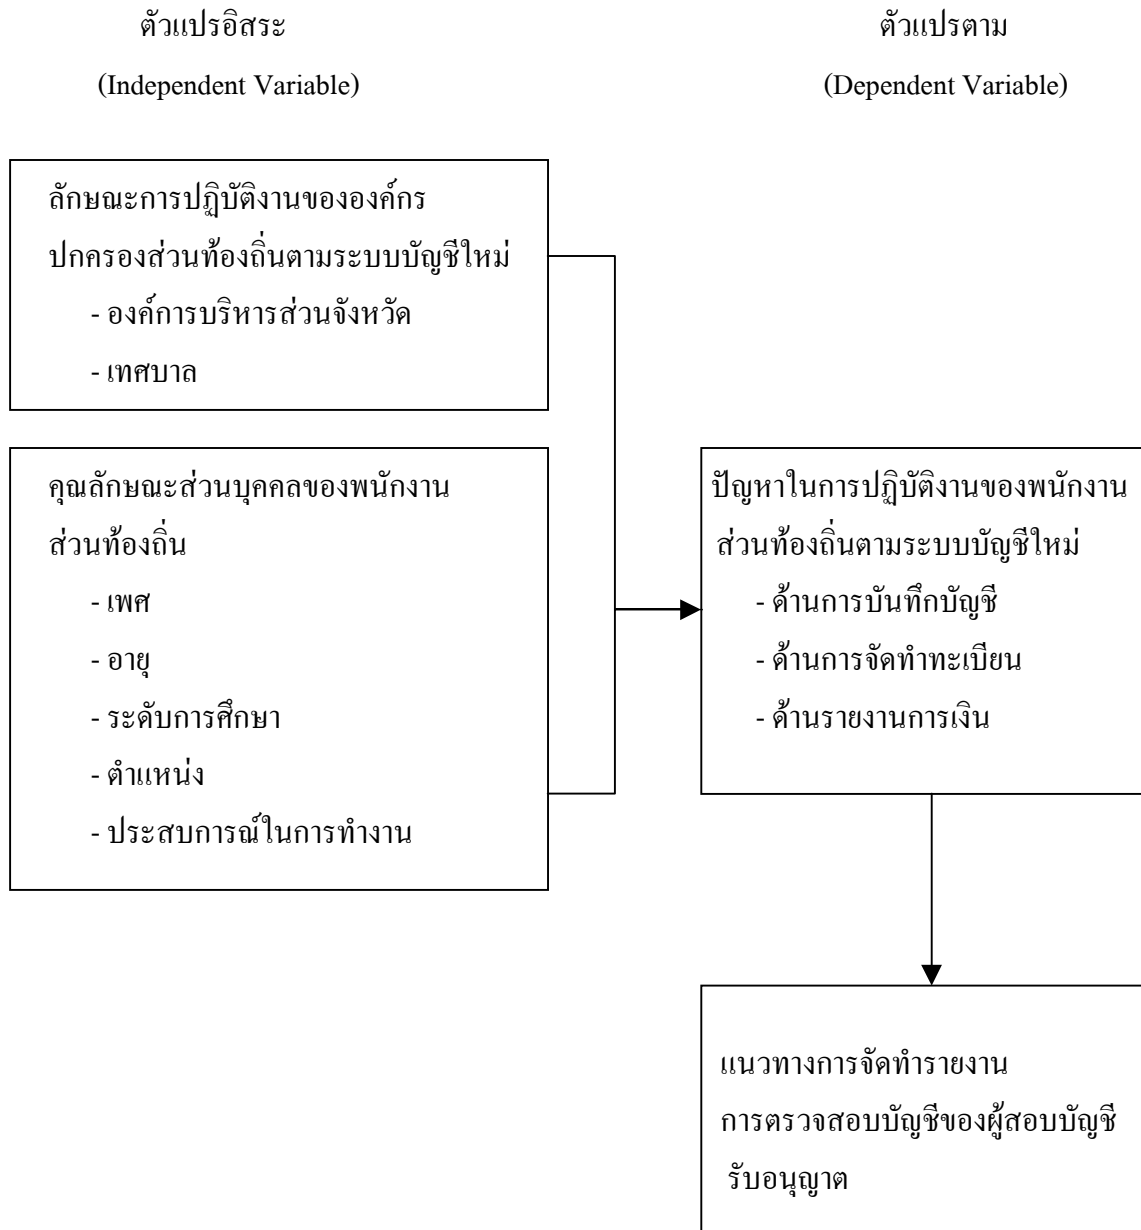 ตัวแปรอิสระ
(Independent Variable)
ตัวแปรตาม
(Dependent Variable)
ลักษณะการปฏิบัติงานขององค์กร
ปกครองส่วนท้องถิ่นตามระบบบัญชีใหม่
- องค์การบริหารส่วนจังหวัด
- เทศบาล
คุณลักษณะส่วนบุคคลของพนักงาน
ส่วนท้องถิ่น
- เพศ
- อายุ
- ระดับการศึกษา
- ตำแหน่ง
- ประสบการณ์ในการทำงาน
ปัญหาในการปฏิบัติงานของพนักงาน
ส่วนท้องถิ่นตามระบบบัญชีใหม่
- ด้านการบันทึกบัญชี
- ด้านการจัดทำทะเบียน
- ด้านรายงานการเงิน
แนวทางการจัดทำรายงาน
การตรวจสอบบัญชีของผู้สอบบัญชี
รับอนุญาต